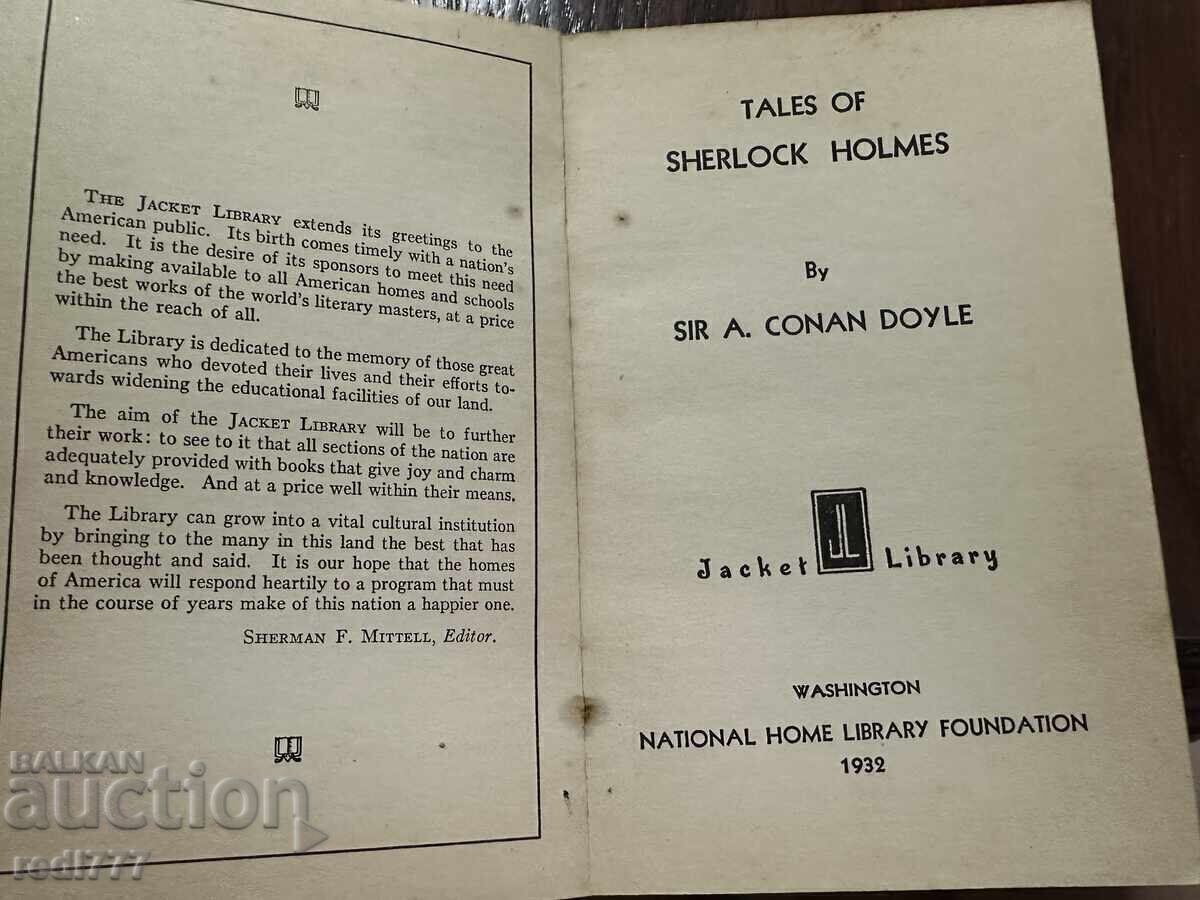 THE JACKET LIBRARY extends its greetings to the
American public. Its birth comes timely with a nation's
need. It is the desire of its sponsors to meet this need
by making available to all American homes and schools
the best works of the world's literary masters, at a price
within the reach of all.
The Library is dedicated to the memory of those great
Americans who devoted their lives and their efforts to-
wards widening the educational facilities of our land.
The aim of the JACKET LIBRARY will be to further
their work: to see to it that all sections of the nation are
adequately provided with books that give joy and charm
and knowledge. And at a price well within their means.
The Library can grow into a vital cultural institution
by bringing to the many in this land the best that has
been thought and said. It is our hope that the homes
of America will respond heartily to a program that must
in the course of years make of this nation a happier one.
SHERMAN F. MITTELL, Editor.
TALES OF
SHERLOCK HOLMES
By
SIR A. CONAN DOYLE
Jacket JL Library
WASHINGTON
NATIONAL HOME LIBRARY FOUNDATION
1932
BALKAN
auction
redl777